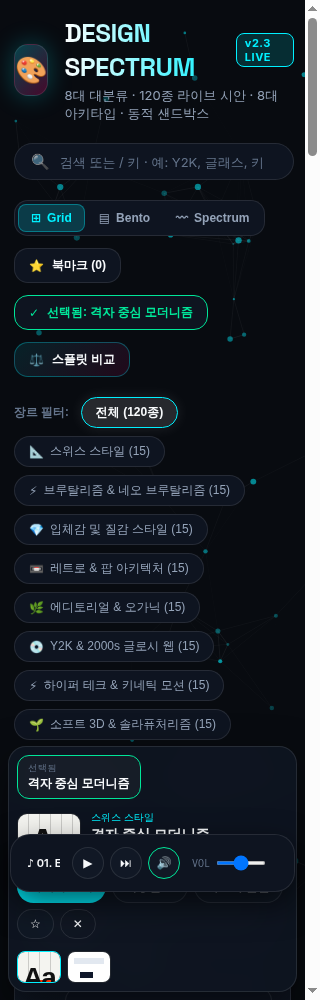 DESIGN
SPECTRUM
v2.3
LIVE
8대 대분류 · 120종 라이브 시안 · 8대
아키타입 · 동적 샌드박스
검색 또는 / 키 · 예: Y2K, 글래스, 키
Grid
Bento
Spectrum
북마크 (0)
✓ 선택됨: 격자 중심 모더니즘
스플릿 비교
장르 필터:
전체 (120종)
스위스 스타일 (15)
브루탈리즘 & 네오 브루탈리즘 (15)
입체감 및 질감 스타일 (15)
레트로 & 팝 아키텍처 (15)
에디토리얼 & 오가닉 (15)
Y2K & 2000s 글로시 웹 (15)
하이퍼 테크 & 키네틱 모션 (15)
소프트 3D & 솔라퓨처리즘 (15)
선택됨
격자 중심 모더니즘
스위스 스타일
격자 중심 모더니즘
♪ 01. E
VOL
Aa